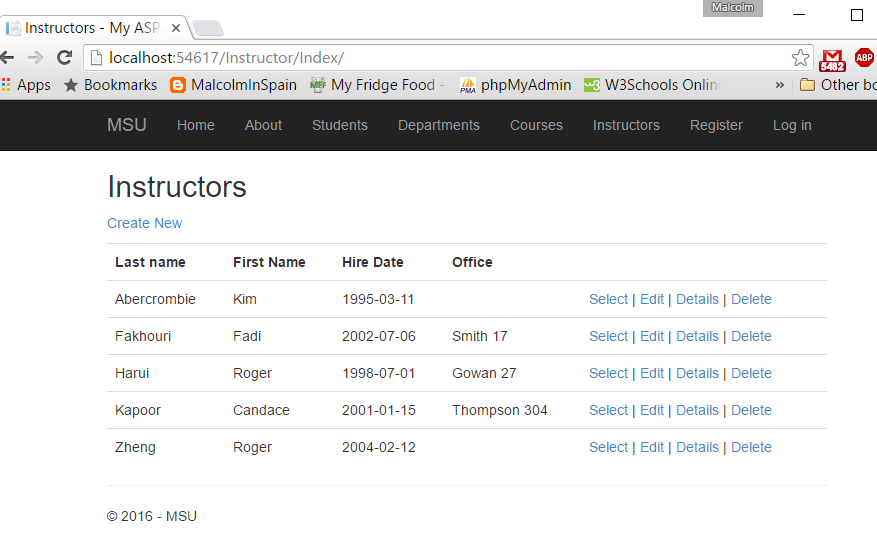 Malcolm
Instructors - My ASP
localhost:54617/Instructor/Index/
5482 ABP
Apps Bookmarks MalcolmInSpain MFF My Fridge Food - PMA phpMyAdmin W3 W3Schools Onlin » Other bo
MSU Home About Students Departments Courses Instructors Register Log in
Instructors
Create New
Last name First Name Hire Date Office
Abercrombie Kim 1995-03-11 Select | Edit | Details | Delete
Fakhouri Fadi 2002-07-06 Smith 17 Select | Edit | Details | Delete
Harui Roger 1998-07-01 Gowan 27 Select | Edit | Details | Delete
Kapoor Candace 2001-01-15 Thompson 304 Select | Edit | Details | Delete
Zheng Roger 2004-02-12 Select | Edit | Details | Delete
© 2016 - MSU